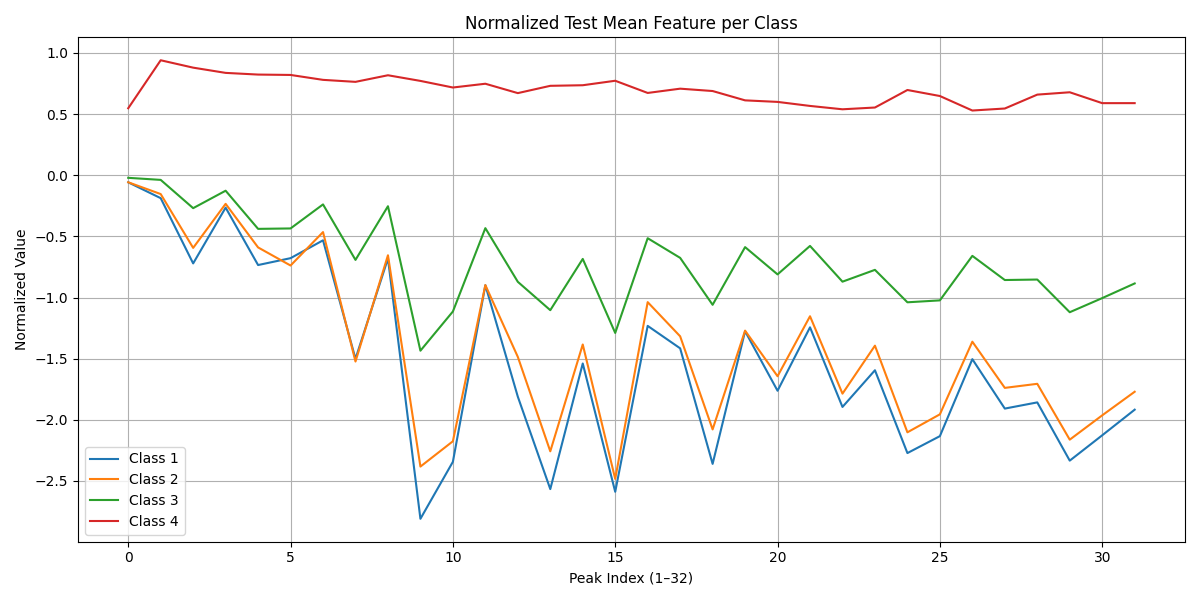 Normalized Test Mean Feature per Class
Normalized Value
1.0
0.5
0.0
−0.5
−1.0
−1.5
−2.0
−2.5
Class 1
Class 2
Class 3
Class 4
0 5 10 15 20 25 30
Peak Index (1–32)